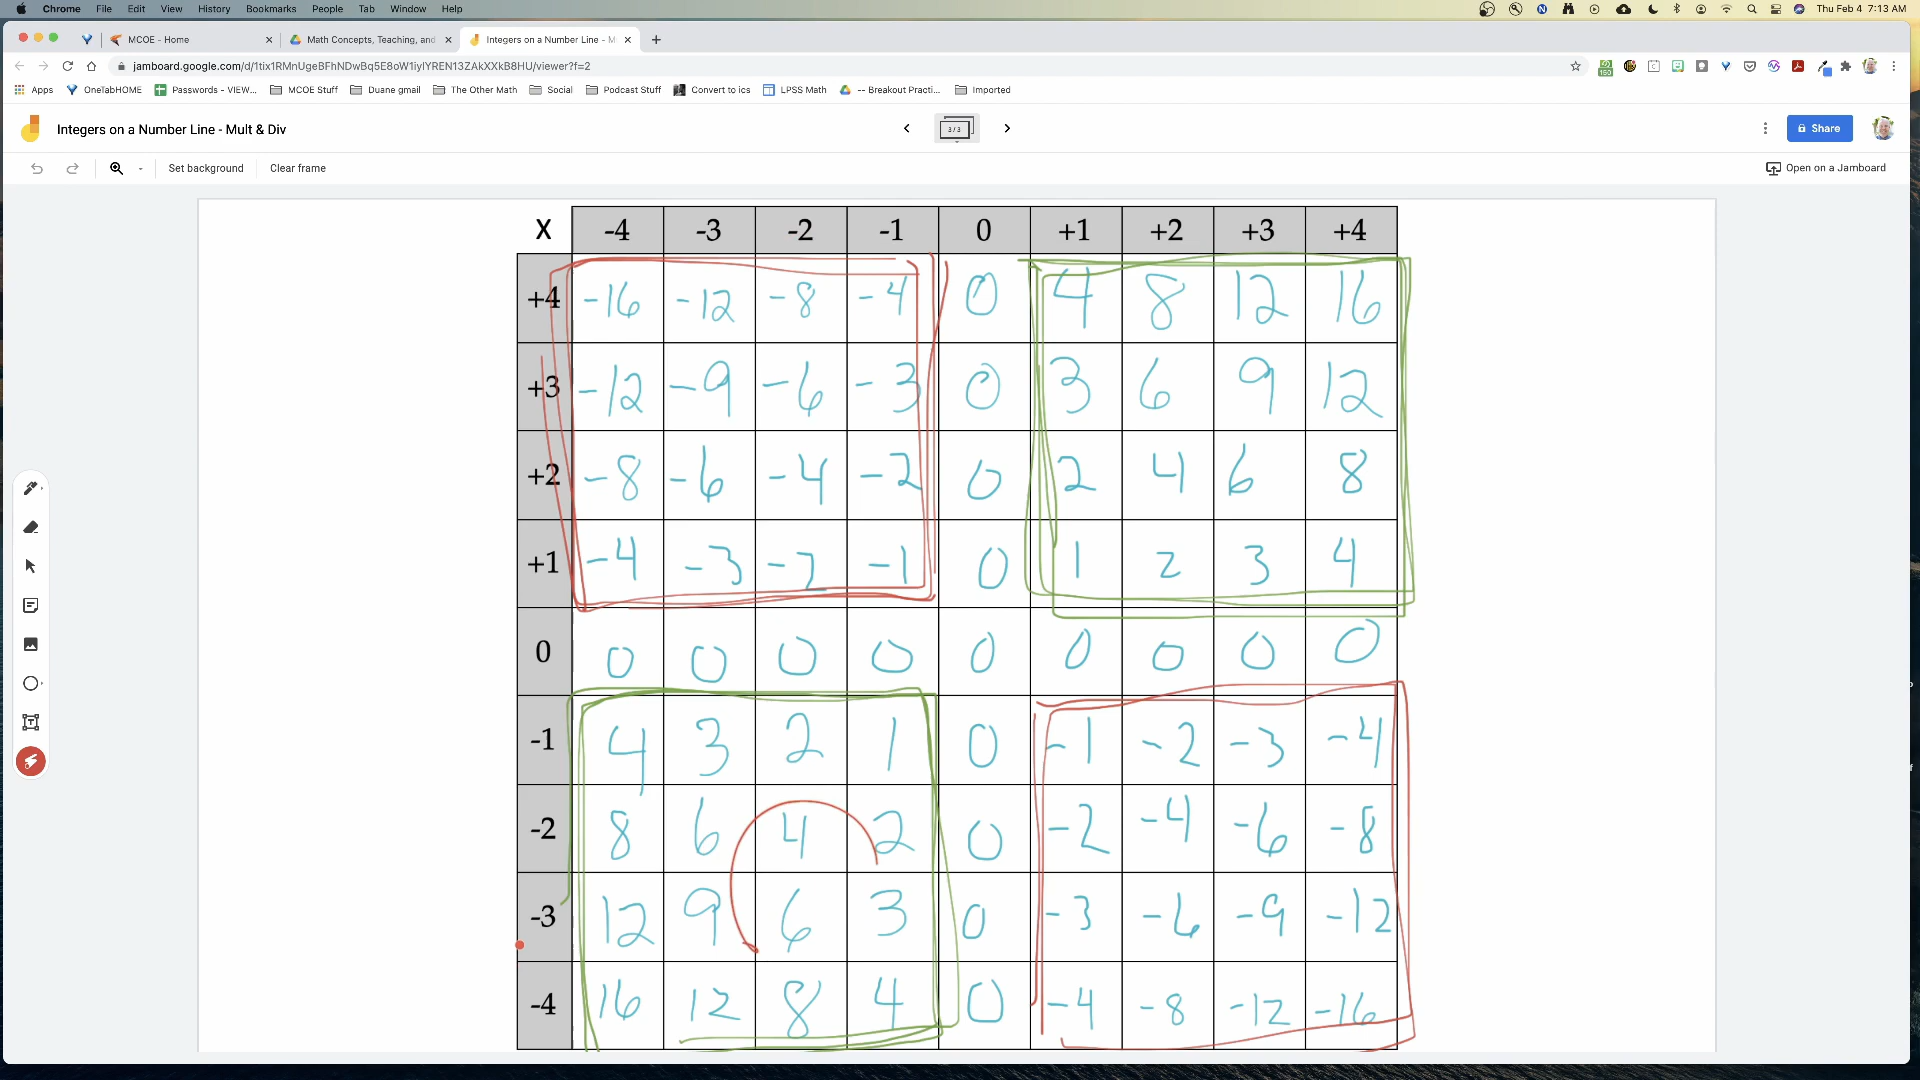 Chrome File Edit View History Bookmarks People Tab Window Help Thu Feb 4 7:13 AM
MCOE - Home Math Concepts, Teaching, and Integers on a Number Line - M
jamboard.google.com/d/1tix1RMnUgeBFhNDwBq5E8oW1iyIYREN13ZAkXXkB8HU/viewer?f=2
Apps OneTabHOME Passwords - VIEW... MCOE Stuff Duane gmail The Other Math Social Podcast Stuff Convert to ics LPSS Math -- Breakout Practi... Imported
Integers on a Number Line - Mult & Div 3 / 3 Share
Set background Clear frame Open on a Jamboard
X -4 -3 -2 -1 0 +1 +2 +3 +4
+4 -16 -12 -8 -4 0 4 8 12 16
+3 -12 -9 -6 -3 0 3 6 9 12
+2 -8 -6 -4 -2 0 2 4 6 8
+1 -4 -3 -2 -1 0 1 2 3 4
0 0 0 0 0 0 0 0 0 0
-1 4 3 2 1 0 -1 -2 -3 -4
-2 8 6 4 2 0 -2 -4 -6 -8
-3 12 9 6 3 0 -3 -6 -9 -12
-4 16 12 8 4 0 -4 -8 -12 -16